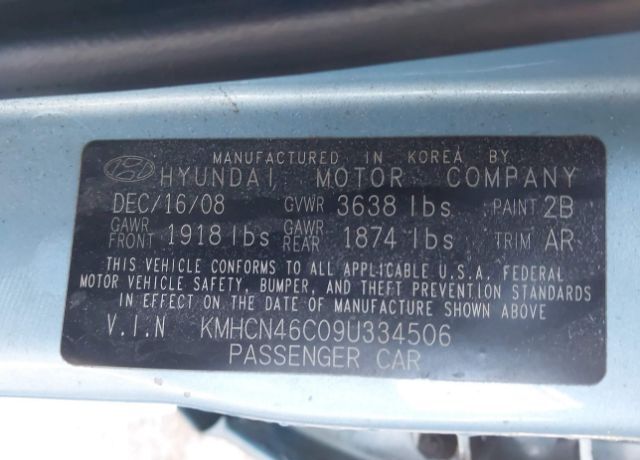 MANUFACTURED IN KOREA BY
HYUNDAI MOTOR COMPANY
DEC/16/08 GVWR 3638 lbs PAINT 2B
GAWR FRONT 1918 lbs GAWR REAR 1874 lbs TRIM AR
THIS VEHICLE CONFORMS TO ALL APPLICABLE U.S.A. FEDERAL
MOTOR VEHICLE SAFETY, BUMPER, AND THEFT PREVENTION STANDARDS
IN EFFECT ON THE DATE OF MANUFACTURE SHOWN ABOVE
V.I.N KMHCN46C09U334506
PASSENGER CAR